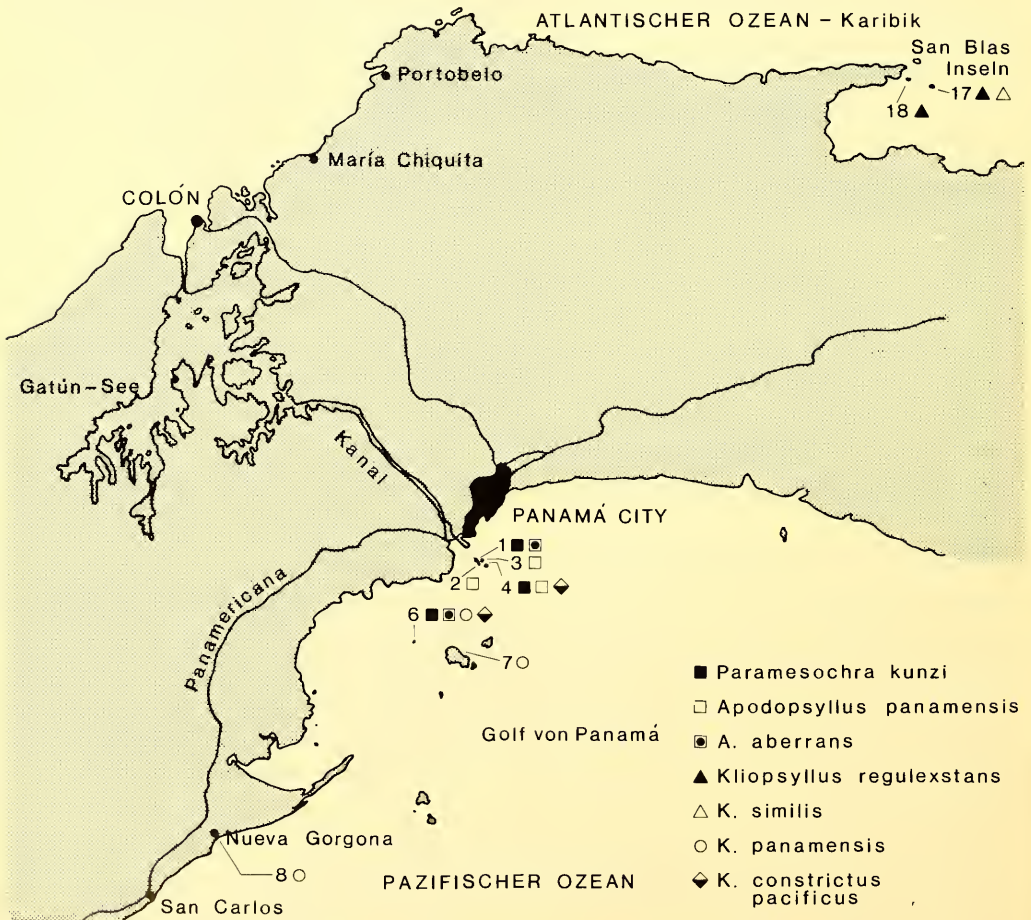 ATLANTISCHER OZEAN – Karibik
San Blas
Inseln
17 ▲ △
18 ▲
Portobelo
María Chiquita
COLÓN
Gatún-See
Kanal
PANAMÁ CITY
1 ■ ▣
3 □
2 □
4 ■ □ ⬙
Panamericana
6 ■ ▣ ○ ⬙
7 ○
Golf von Panamá
■ Paramesochra kunzi
□ Apodopsyllus panamensis
▣ A. aberrans
▲ Kliopsyllus regulexstans
△ K. similis
○ K. panamensis
⬙ K. constrictus
pacificus
Nueva Gorgona
8 ○
PAZIFISCHER OZEAN
San Carlos